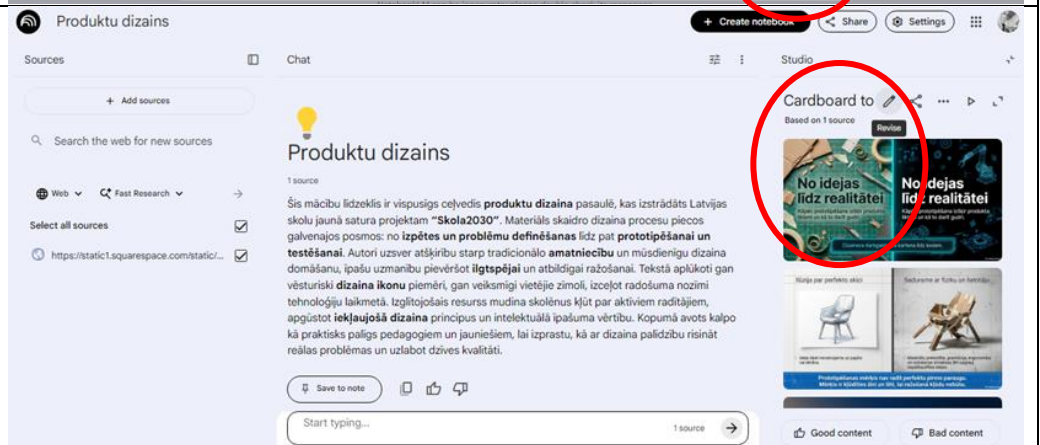 Produktu dizains
+ Create notebook
Share
Settings
Sources
Chat
Studio
+ Add sources
Search the web for new sources
Web
Fast Research
Select all sources
https://static1.squarespace.com/static/...
Produktu dizains
1 source
Šis mācību līdzeklis ir vispusīgs ceļvedis produktu dizaina pasaulē, kas izstrādāts Latvijas
skolu jaunā satura projektam "Skola2030". Materiāls skaidro dizaina procesu piecos
galvenajos posmos: no izpētes un problēmu definēšanas līdz pat prototipēšanai un
testēšanai. Autori uzsver atšķirību starp tradicionālo amatniecību un mūsdienīgu dizaina
domāšanu, īpašu uzmanību pievēršot ilgtspējai un atbildīgai ražošanai. Tekstā aplūkoti gan
vēsturiski dizaina ikonu piemēri, gan veiksmīgi vietējie zīmoli, izceļot radošuma nozīmi
tehnoloģiju laikmetā. Izglītojošais resurss mudina skolēnus kļūt par aktīviem radītājiem,
apgūstot iekļaujošā dizaina principus un intelektuālā īpašuma vērtību. Kopumā avots kalpo
kā praktisks palīgs pedagogiem un jauniešiem, lai izprastu, kā ar dizaina palīdzību risināt
reālas problēmas un uzlabot dzīves kvalitāti.
Save to note
Start typing...
1 source
Cardboard to
Based on 1 source
Revise
No idejas
līdz realitātei
No idejas
līdz realitātei
Good content
Bad content